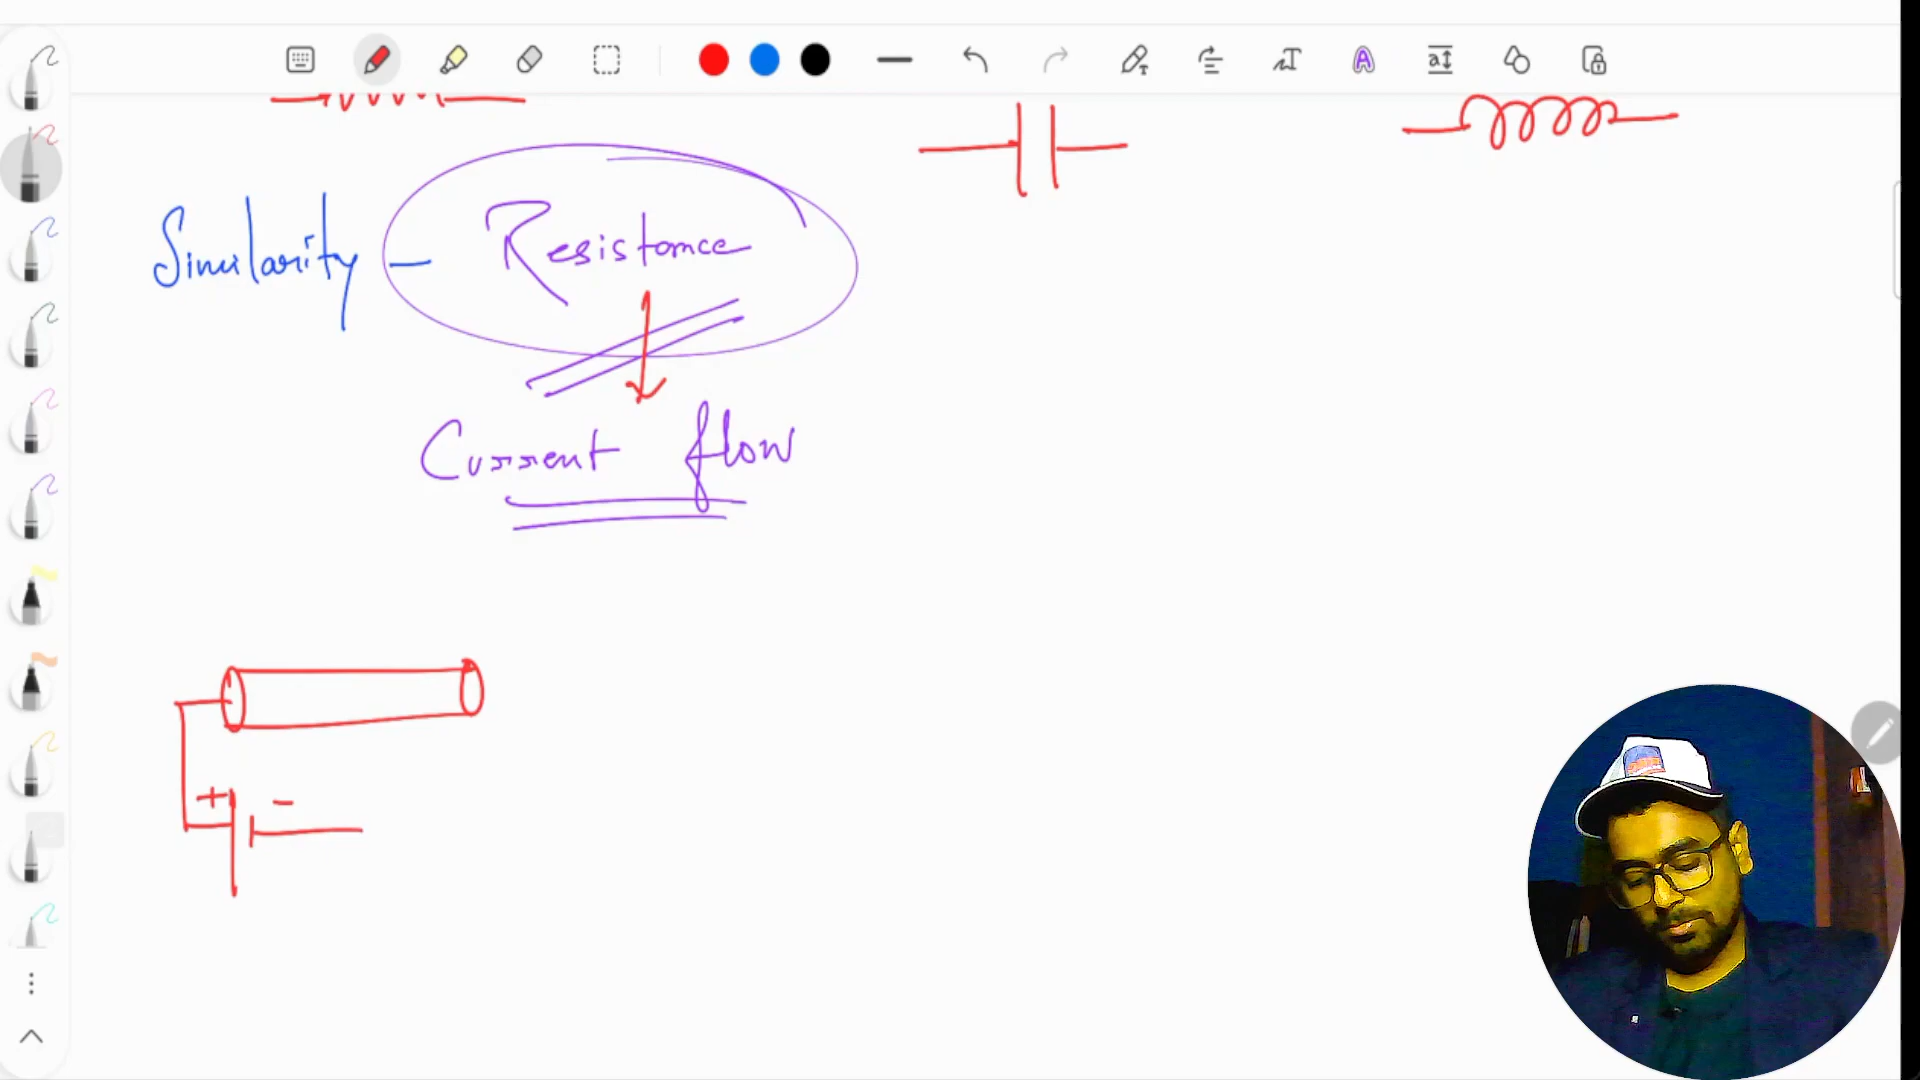 Similarity - Resistance
Current flow
+ -